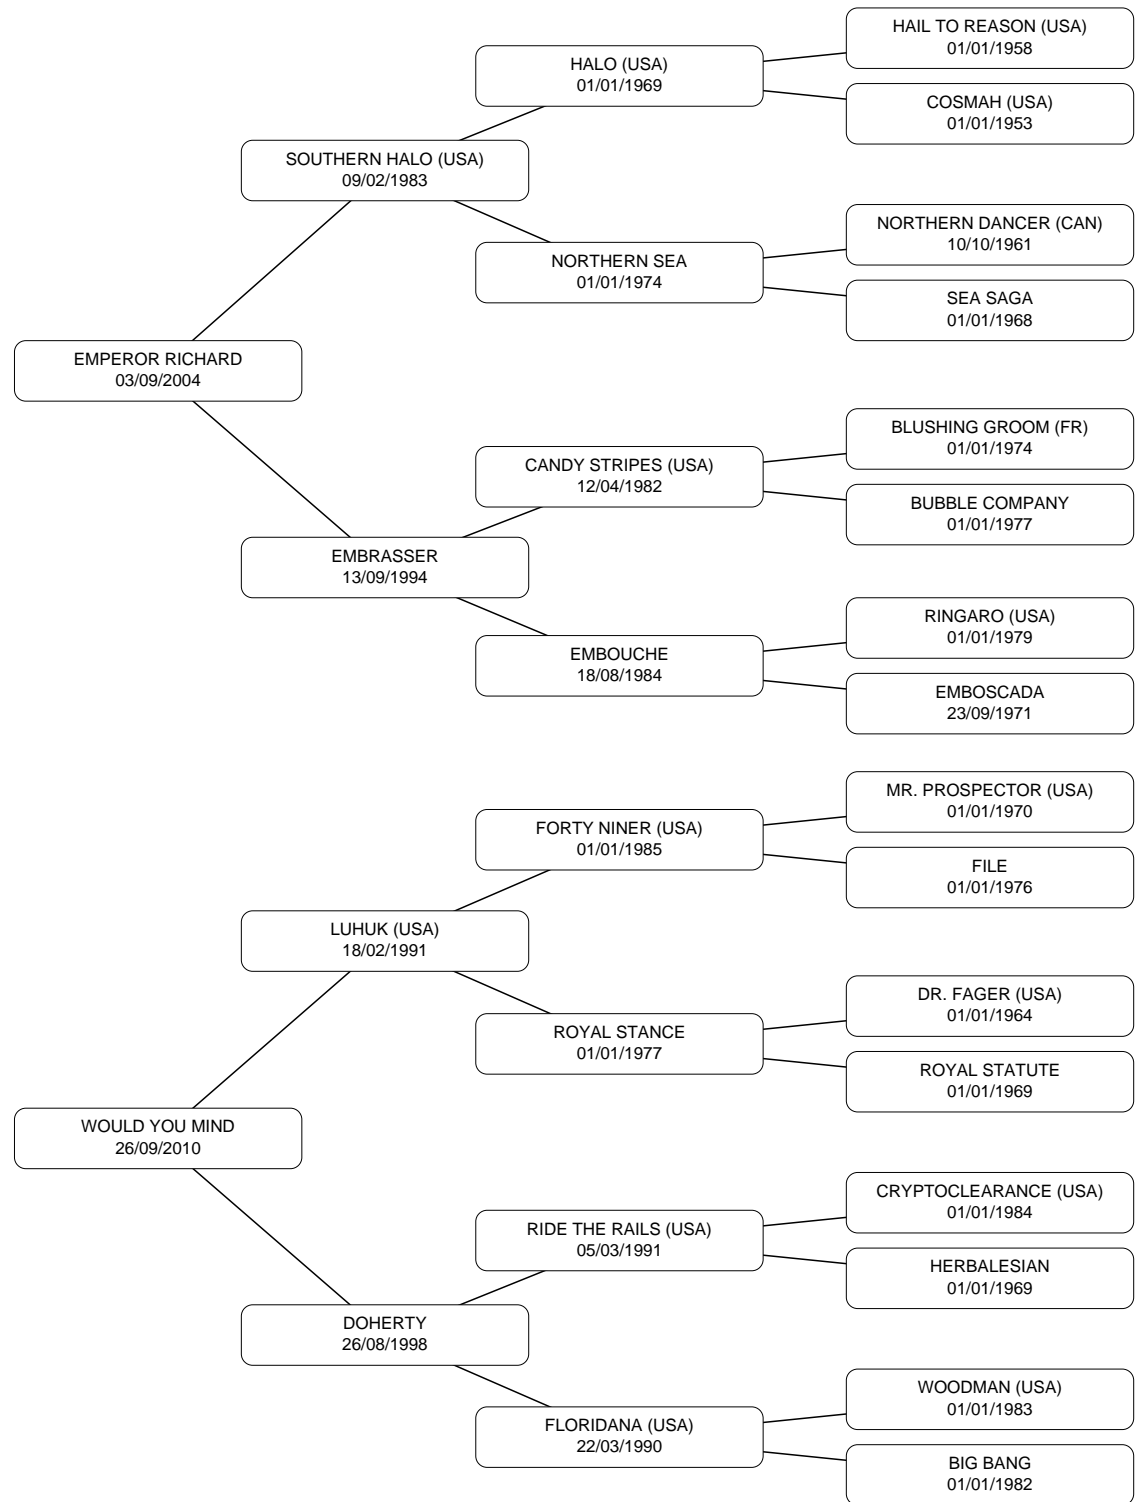 HAIL TO REASON (USA)
01/01/1958
HALO (USA)
01/01/1969
COSMAH (USA)
01/01/1953
SOUTHERN HALO (USA)
09/02/1983
NORTHERN DANCER (CAN)
10/10/1961
NORTHERN SEA
01/01/1974
SEA SAGA
01/01/1968
EMPEROR RICHARD
03/09/2004
BLUSHING GROOM (FR)
01/01/1974
CANDY STRIPES (USA)
12/04/1982
BUBBLE COMPANY
01/01/1977
EMBRASSER
13/09/1994
RINGARO (USA)
01/01/1979
EMBOUCHE
18/08/1984
EMBOSCADA
23/09/1971
MR. PROSPECTOR (USA)
01/01/1970
FORTY NINER (USA)
01/01/1985
FILE
01/01/1976
LUHUK (USA)
18/02/1991
DR. FAGER (USA)
01/01/1964
ROYAL STANCE
01/01/1977
ROYAL STATUTE
01/01/1969
WOULD YOU MIND
26/09/2010
CRYPTOCLEARANCE (USA)
01/01/1984
RIDE THE RAILS (USA)
05/03/1991
HERBALESIAN
01/01/1969
DOHERTY
26/08/1998
WOODMAN (USA)
01/01/1983
FLORIDANA (USA)
22/03/1990
BIG BANG
01/01/1982